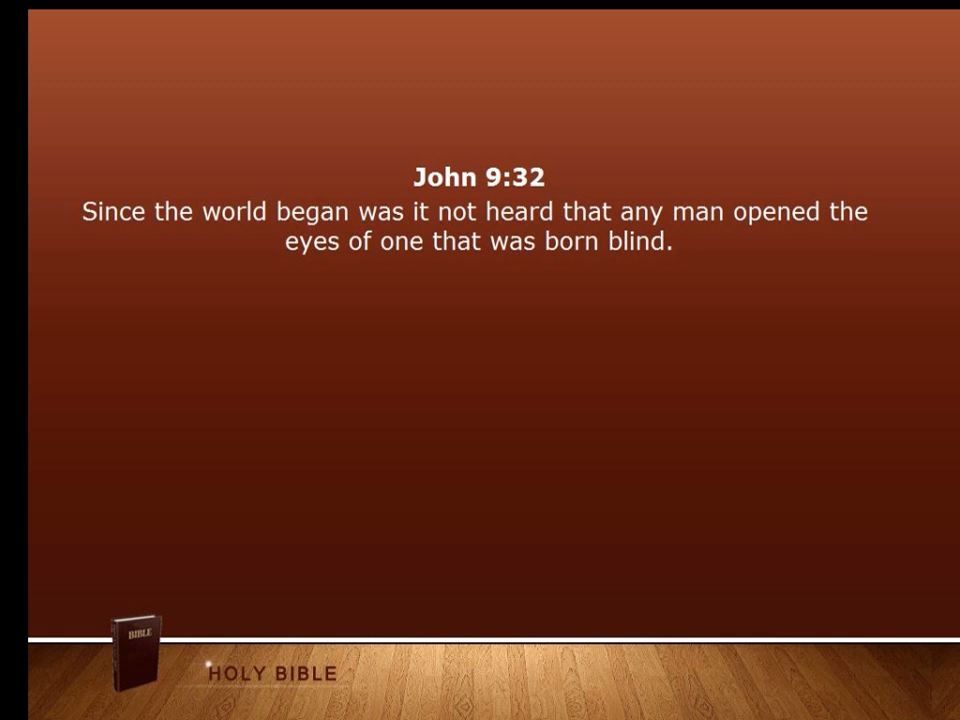 John 9:32
Since the world began was it not heard that any man opened the
eyes of one that was born blind.
BIBLE
HOLY BIBLE